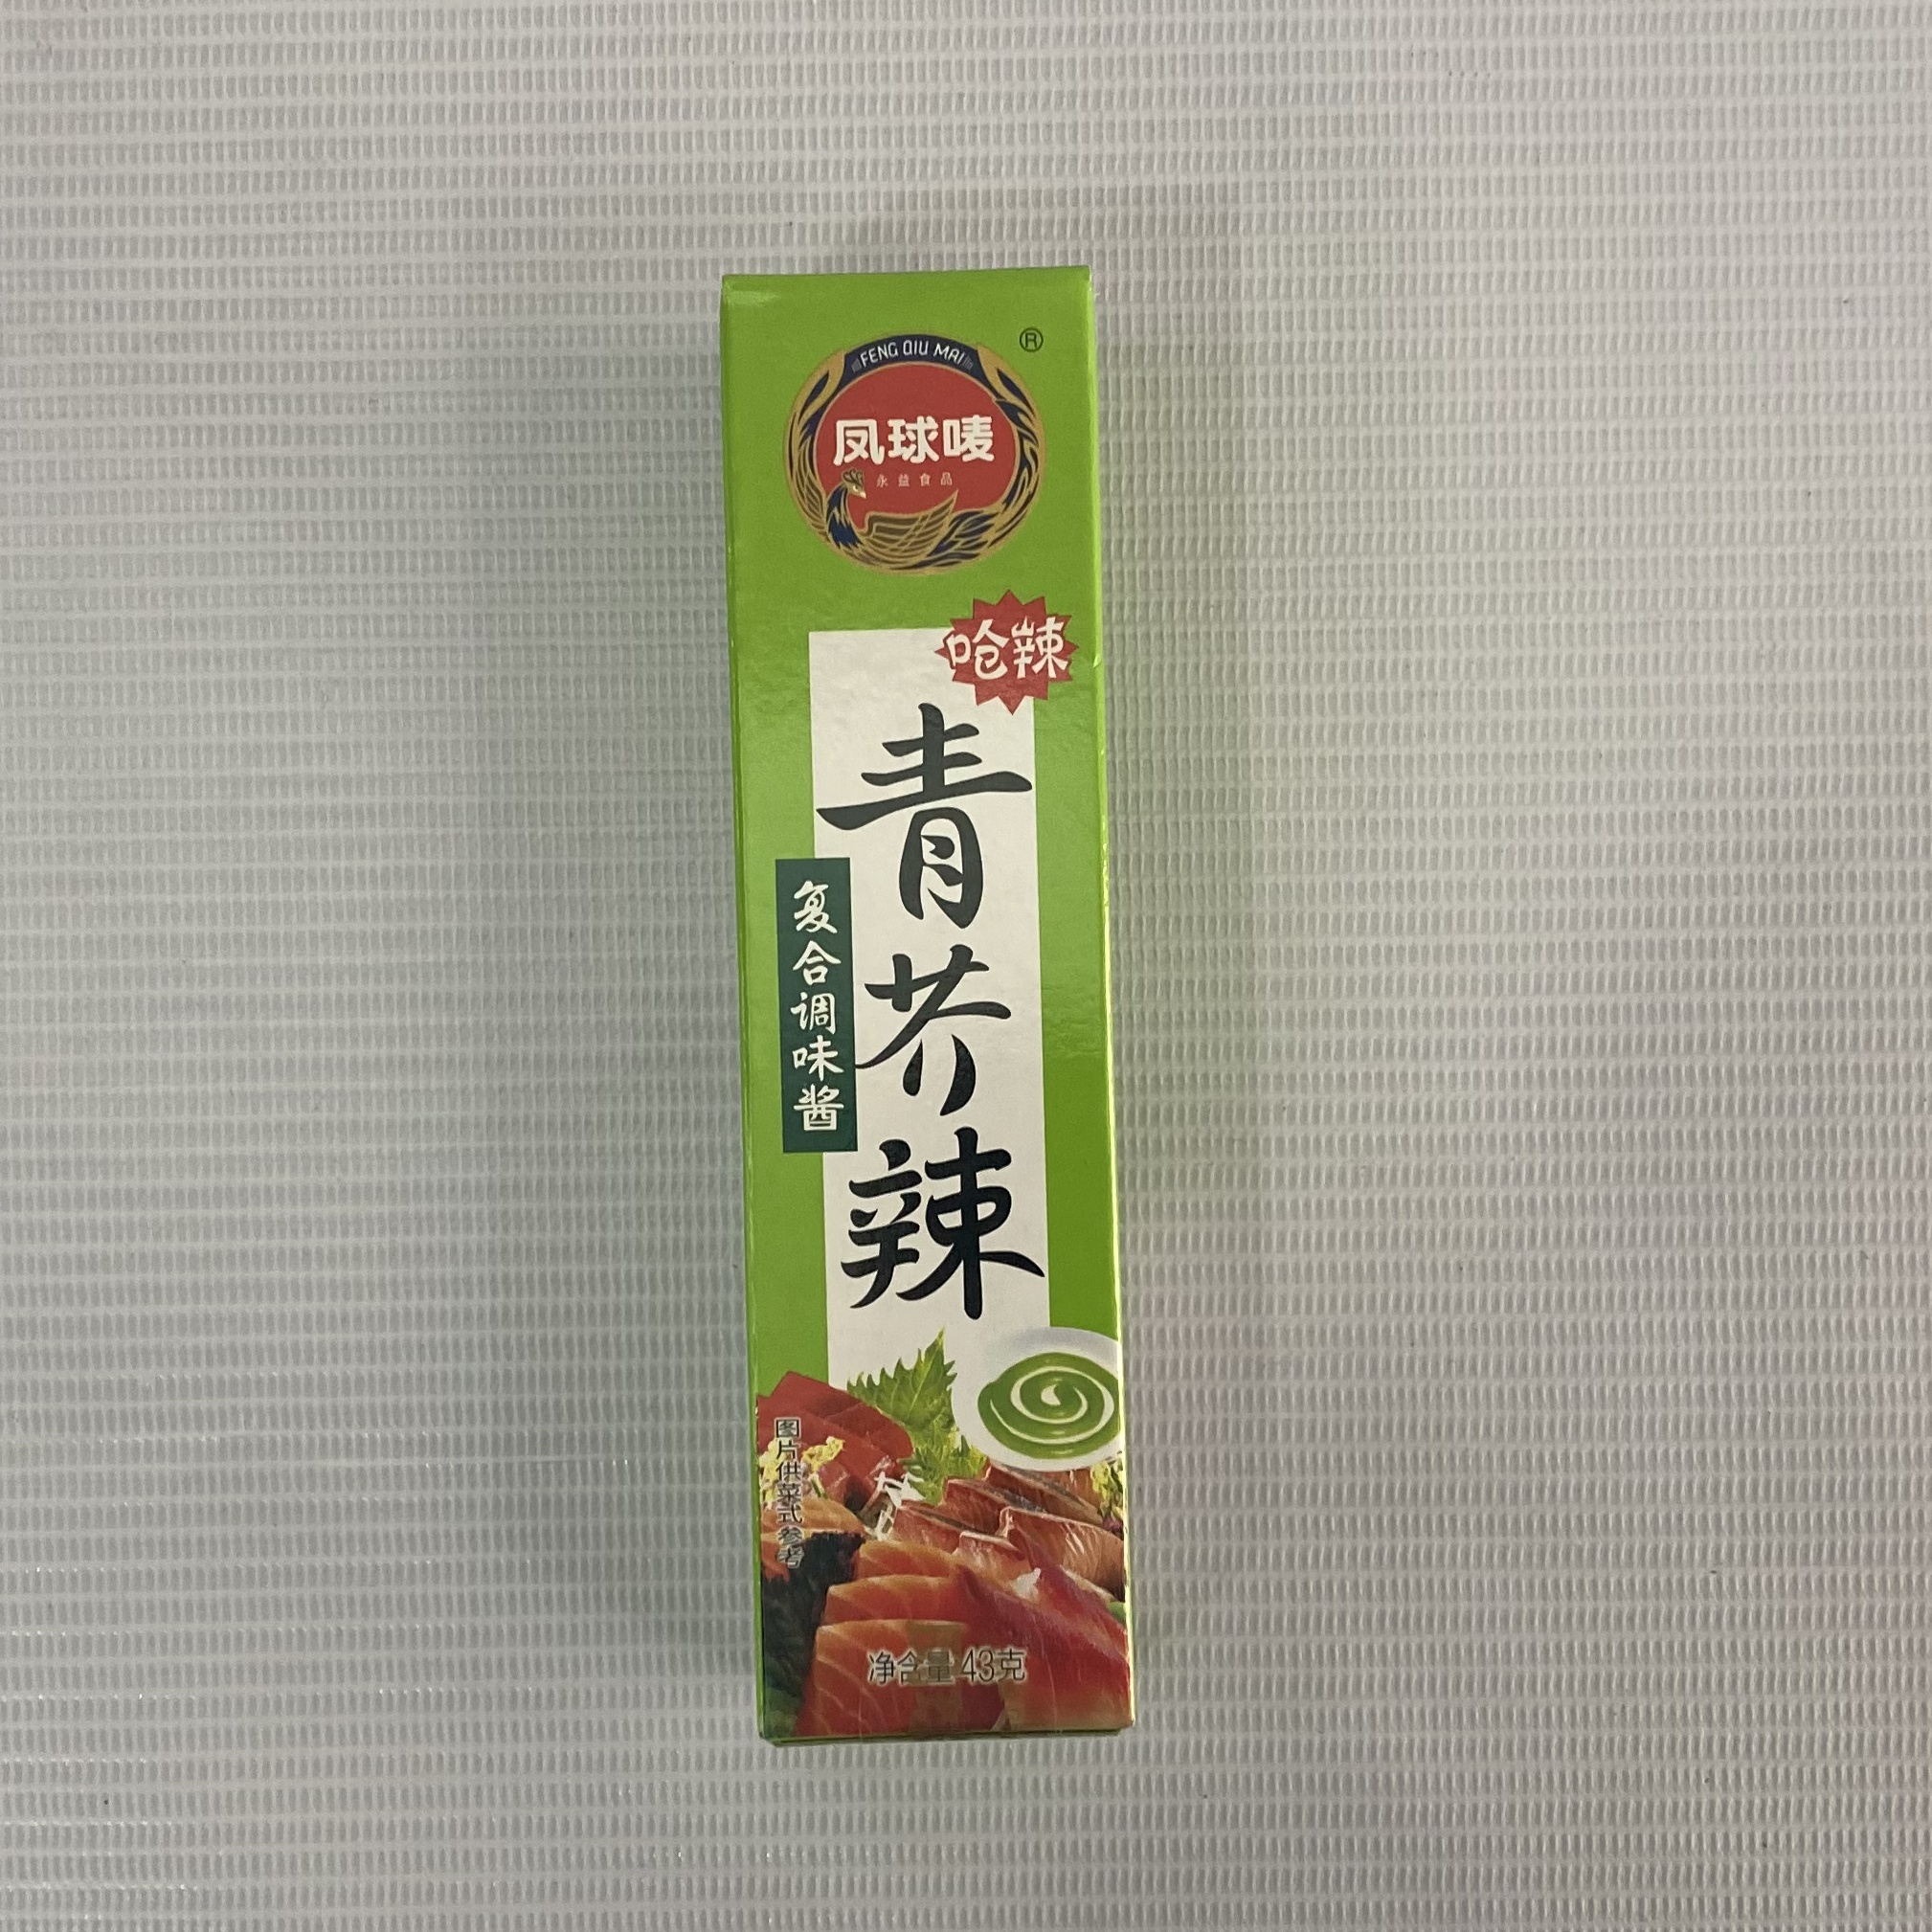 FENG QIU MAI
®
凤球唛
永益食品
呛辣
青芥辣
复合调味酱
图片供菜式参考
净含量 43克